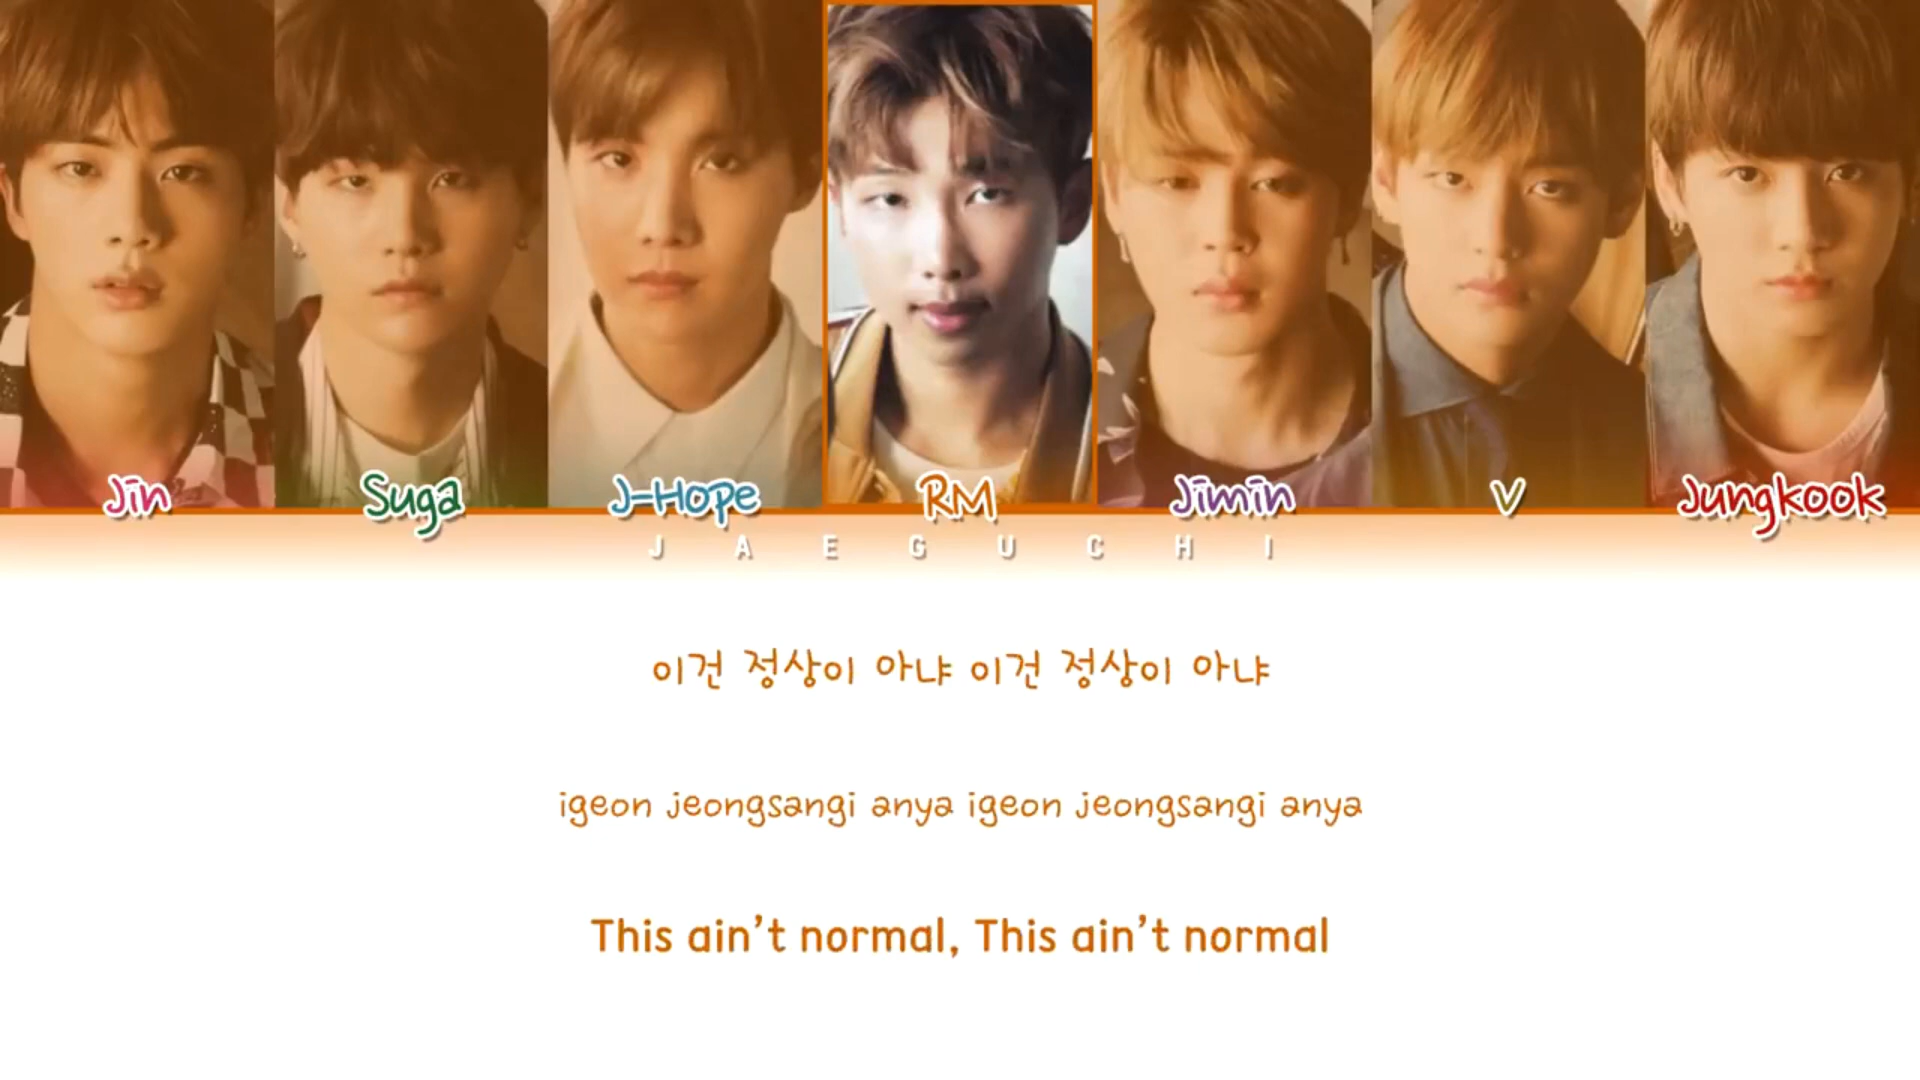 Jin Suga J-Hope RM Jimin V Jungkook
JAEGUCHI
이건 정상이 아냐 이건 정상이 아냐
igeon jeongsangi anya igeon jeongsangi anya
This ain't normal, This ain't normal